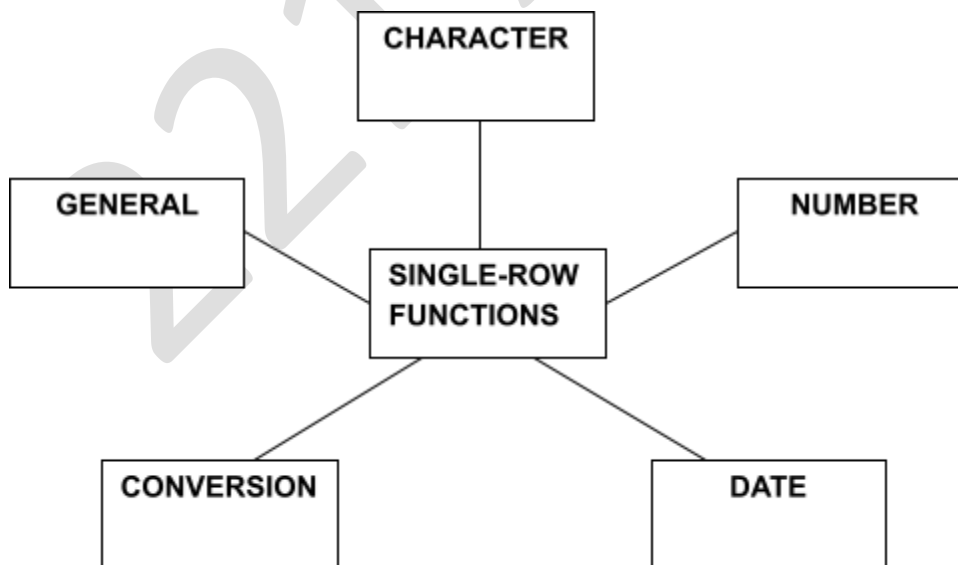 CHARACTER
GENERAL
NUMBER
SINGLE-ROW
FUNCTIONS
CONVERSION
DATE